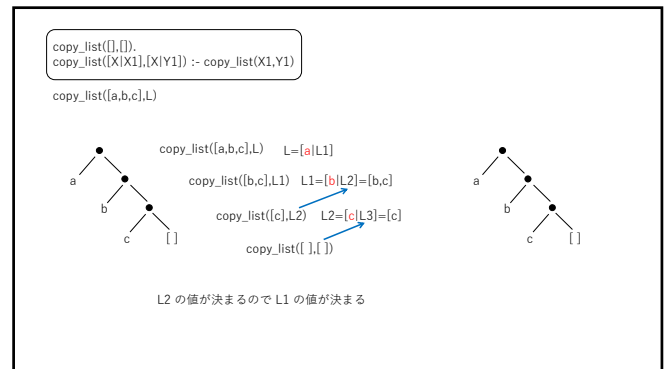 copy_list([],[]).
copy_list([X|X1],[X|Y1]) :- copy_list(X1,Y1)
copy_list([a,b,c],L)
copy_list([a,b,c],L) L=[a|L1]
copy_list([b,c],L1) L1=[b|L2]=[b,c]
copy_list([c],L2) L2=[c|L3]=[c]
copy_list([ ],[ ])
a
b
c [ ]
a
b
c [ ]
L2 の値が決まるので L1 の値が決まる